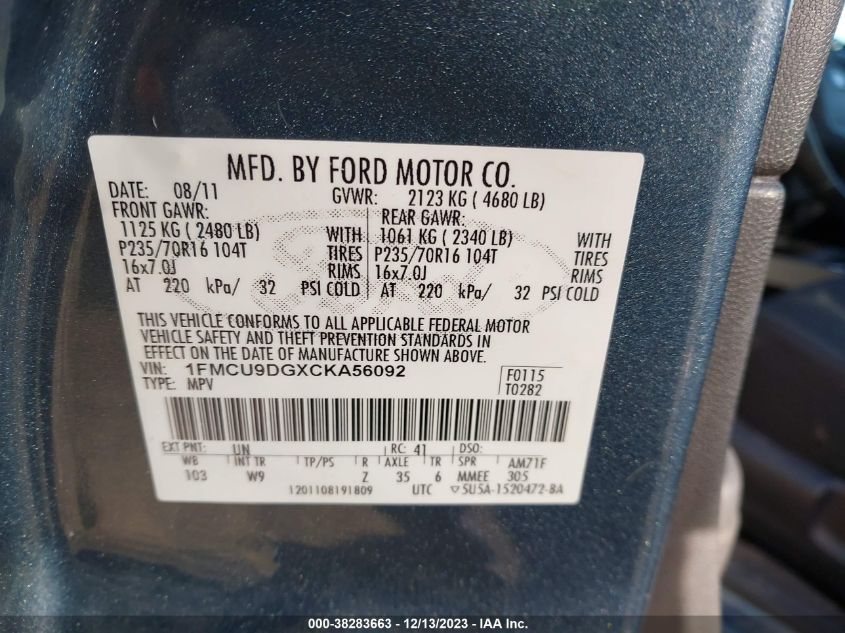 MFD. BY FORD MOTOR CO.
DATE: 08/11 GVWR: 2123 KG ( 4680 LB)
FRONT GAWR: REAR GAWR:
1125 KG ( 2480 LB) WITH 1061 KG ( 2340 LB) WITH
P235/70R16 104T TIRES P235/70R16 104T TIRES
16x7.0J RIMS 16x7.0J RIMS
AT 220 kPa/ 32 PSI COLD AT 220 kPa/ 32 PSI COLD
THIS VEHICLE CONFORMS TO ALL APPLICABLE FEDERAL MOTOR
VEHICLE SAFETY AND THEFT PREVENTION STANDARDS IN
EFFECT ON THE DATE OF MANUFACTURE SHOWN ABOVE.
VIN: 1FMCU9DGXCKA56092 F0115
TYPE: MPV T0282
EXT PNT: UN RC: 41 DSO:
WB INT TR TP/PS R AXLE TR SPR AM71F
103 W9 Z 35 6 MMEE 305
1201108191809 UTC ▽5U5A-1520472-BA
000-38283663 - 12/13/2023 - IAA Inc.